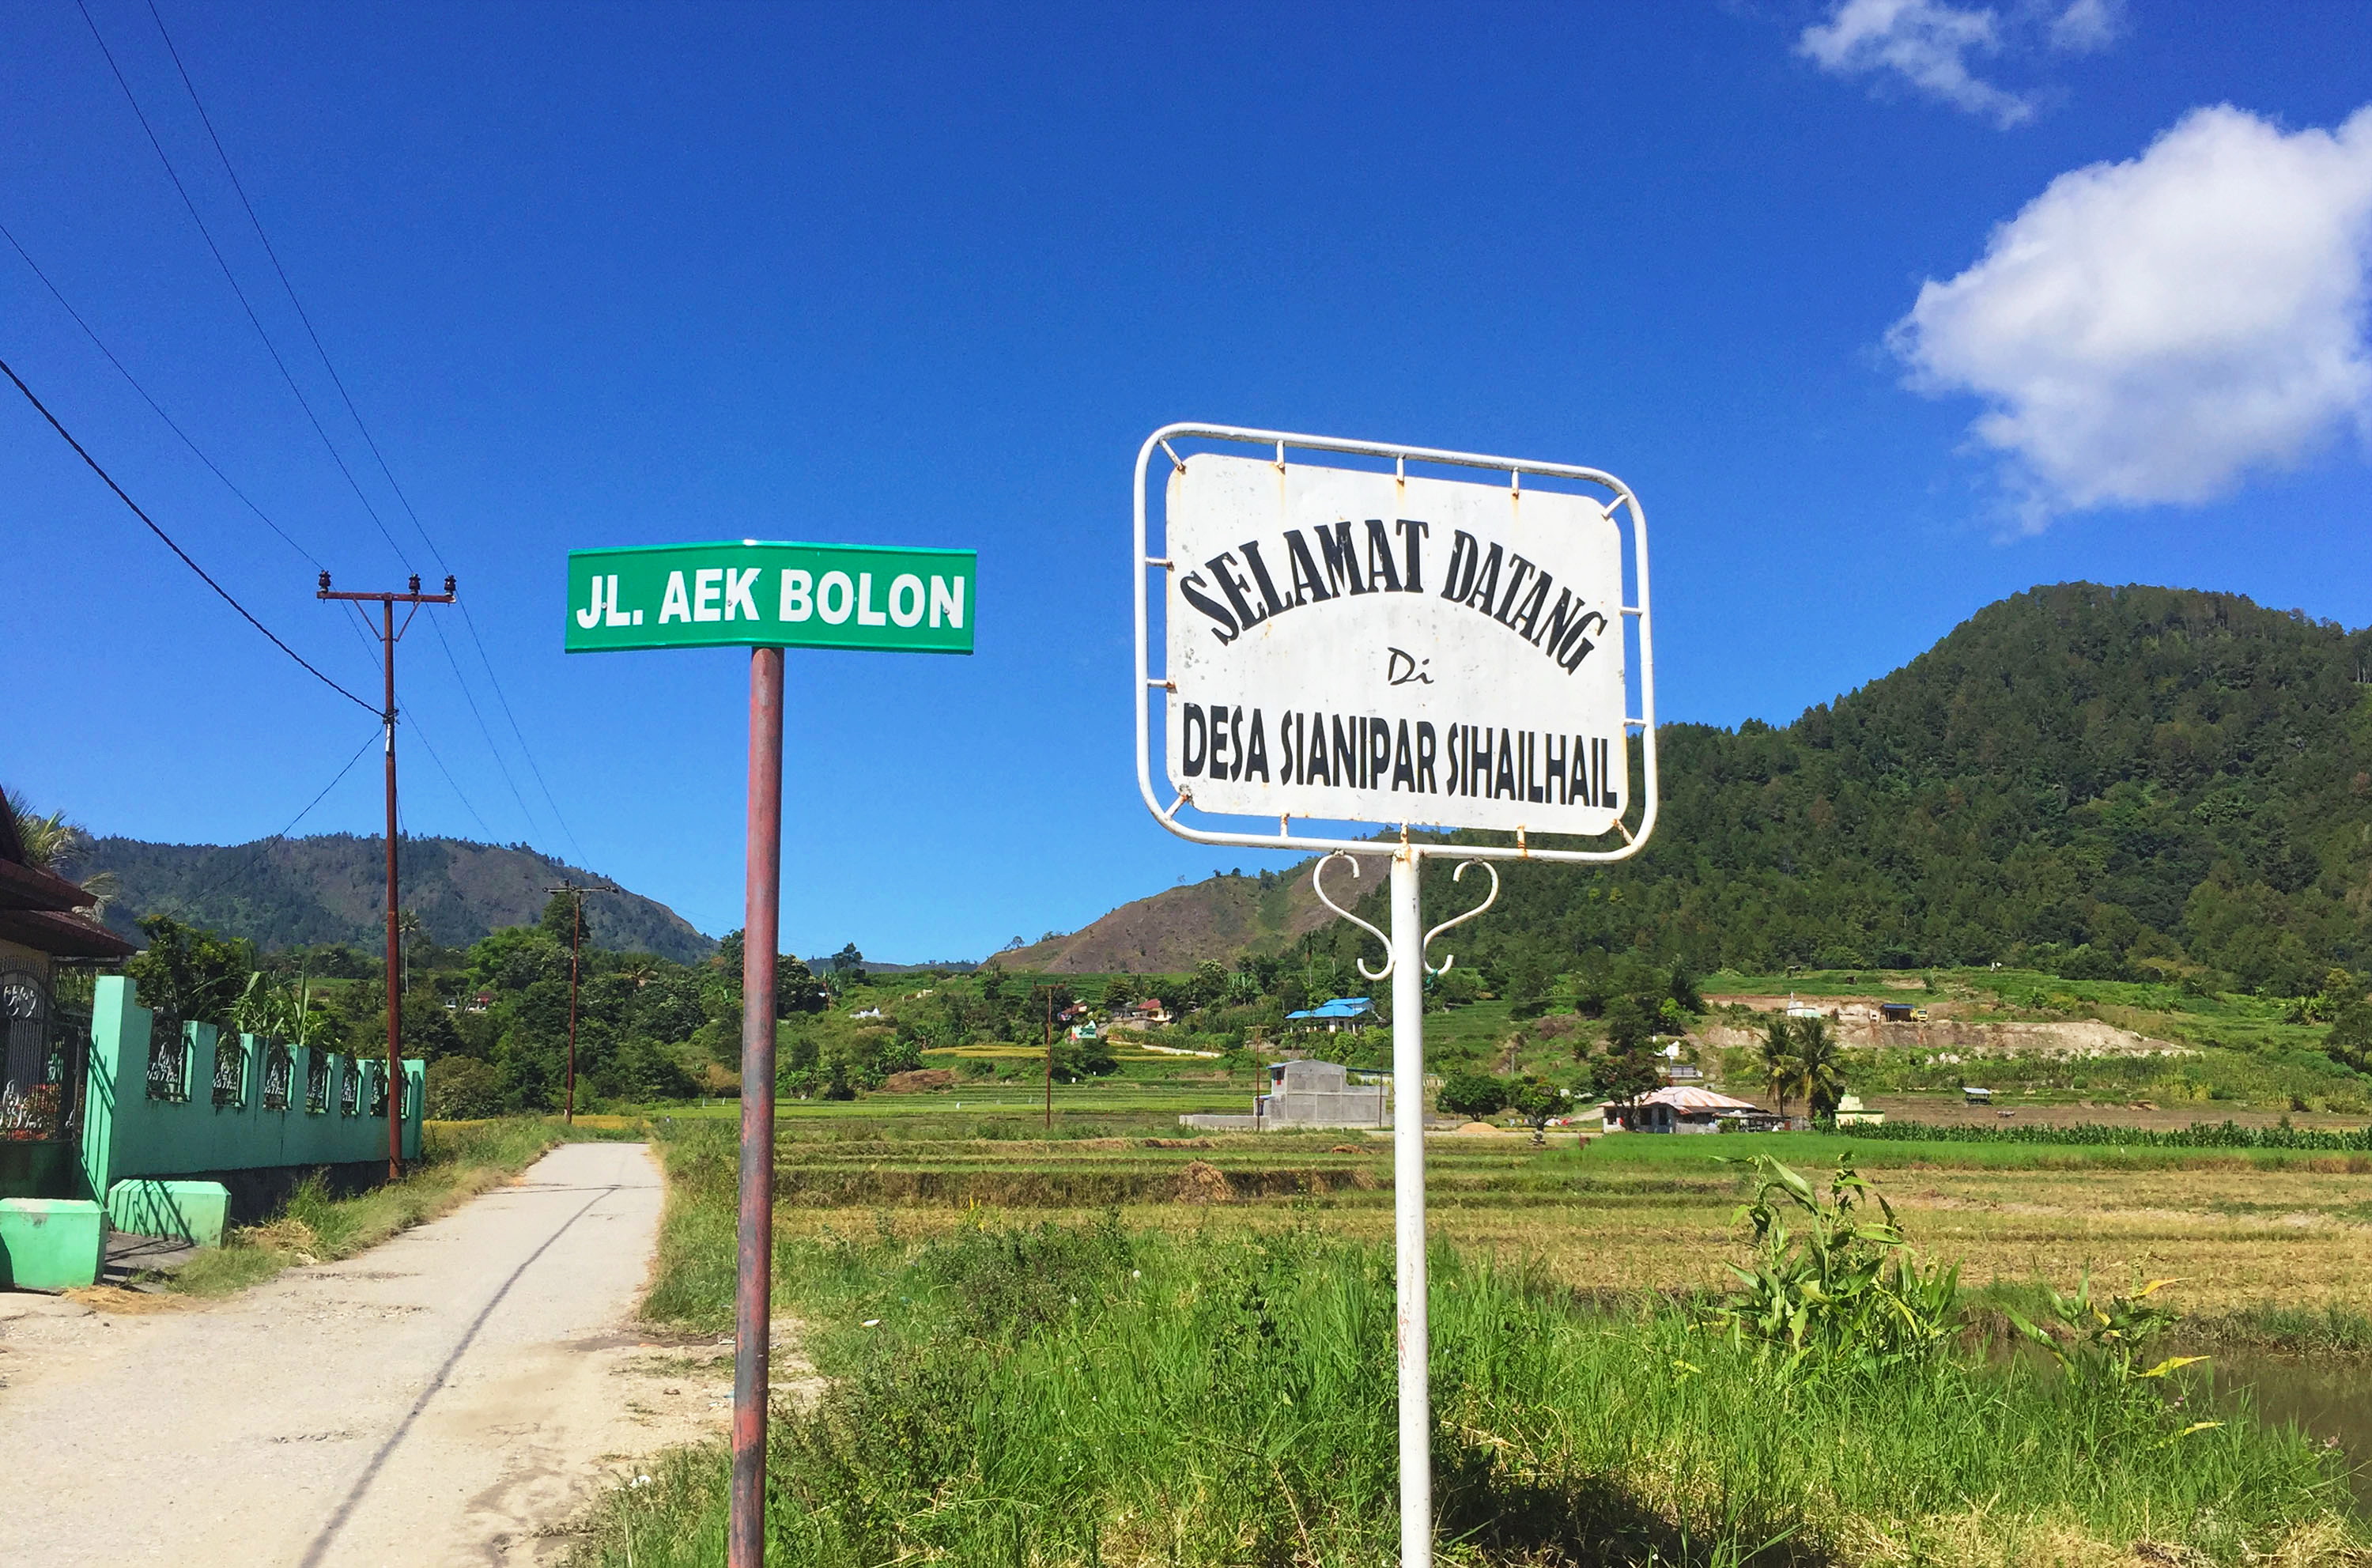 JL. AEK BOLON
SELAMAT DATANG
Di
DESA SIANIPAR SIHAILHAIL